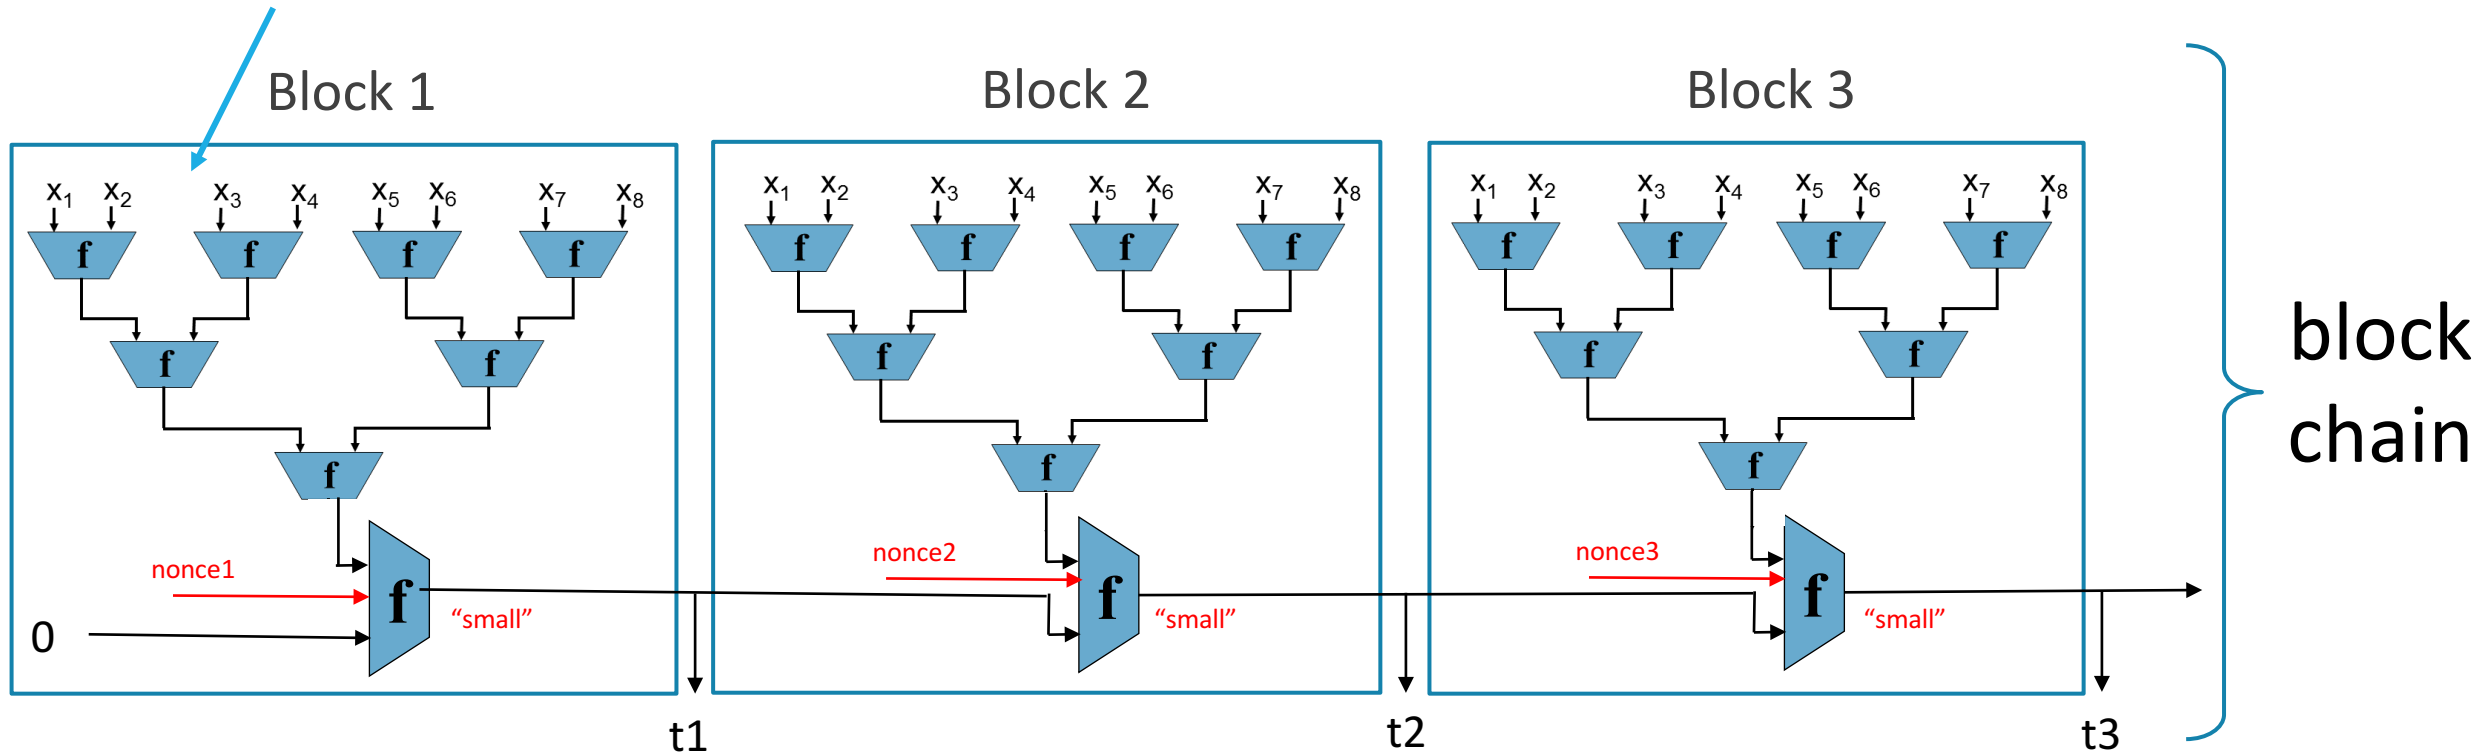 Block 1 Block 2 Block 3
x₁ x₂ x₃ x₄ x₅ x₆ x₇ x₈ x₁ x₂ x₃ x₄ x₅ x₆ x₇ x₈ x₁ x₂ x₃ x₄ x₅ x₆ x₇ x₈
f f f f f f f f f f f f
block
f f f f f f
chain
f f f
nonce1 nonce2 nonce3
f f f
0 “small” “small” “small”
t1 t2 t3